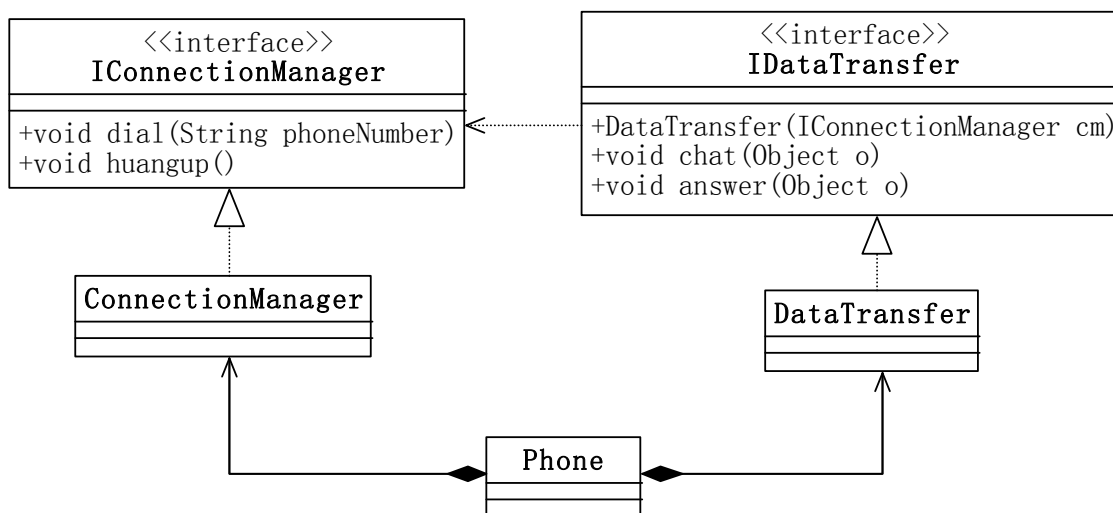 <<interface>>
IConnectionManager
+void dial(String phoneNumber)
+void huangup()
<<interface>>
IDataTransfer
+DataTransfer(IConnectionManager cm)
+void chat(Object o)
+void answer(Object o)
ConnectionManager
DataTransfer
Phone